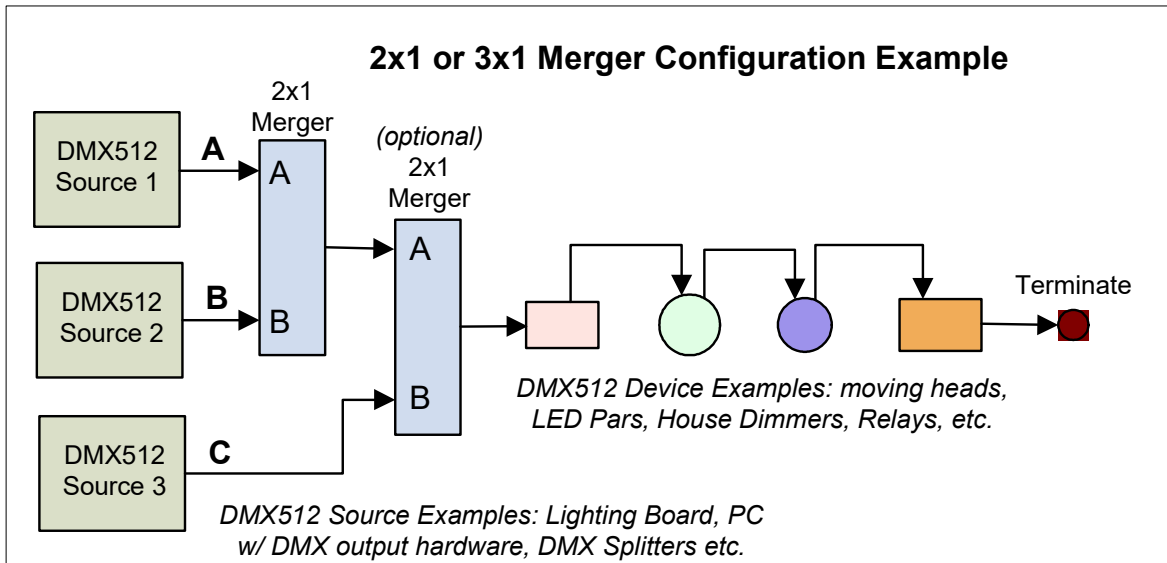 2x1 or 3x1 Merger Configuration Example
2x1
Merger
(optional)
2x1
Merger
DMX512
Source 1
A
A
DMX512
Source 2
B
B
A
B
DMX512
Source 3
C
Terminate
DMX512 Device Examples: moving heads,
LED Pars, House Dimmers, Relays, etc.
DMX512 Source Examples: Lighting Board, PC
w/ DMX output hardware, DMX Splitters etc.